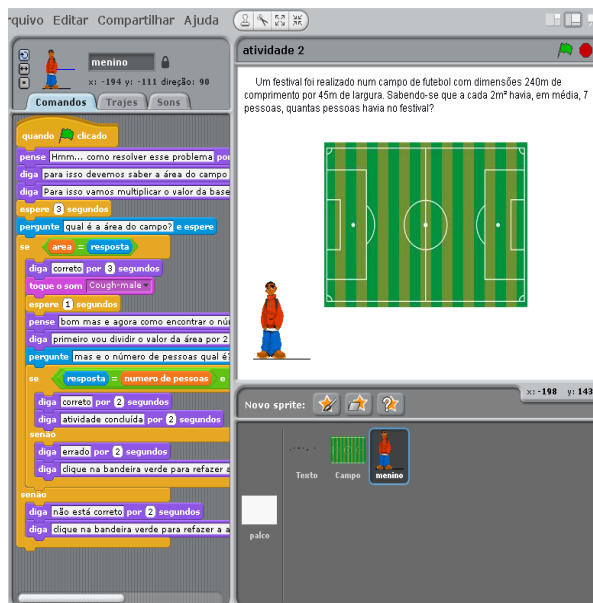 rquivo Editar Compartilhar Ajuda
menino
x: -194 y: -111 direção: 90
Comandos Trajes Sons
quando clicado
pense Hmm... como resolver esse problema por
diga para isso devemos saber a área do campo
diga Para isso vamos multiplicar o valor da base
espere 3 segundos
pergunte qual é a área do campo? e espere
se area = resposta
diga correto por 3 segundos
toque o som Cough-male
espere 1 segundos
pense bom mas e agora como encontrar o nú
diga primeiro vou dividir o valor da área por 2
pergunte mas e o número de pessoas qual é?
se resposta = numero de pessoas e
diga correto por 2 segundos
diga atividade concluída por 2 segundos
senão
diga errado por 2 segundos
diga clique na bandeira verde para refazer a
senão
diga não está correto por 2 segundos
diga clique na bandeira verde para refazer a a
atividade 2
Um festival foi realizado num campo de futebol com dimensões 240m de
comprimento por 45m de largura. Sabendo-se que a cada 2m² havia, em média, 7
pessoas, quantas pessoas havia no festival?
x: -198 y: 143
Novo sprite:
Texto Campo menino
palco